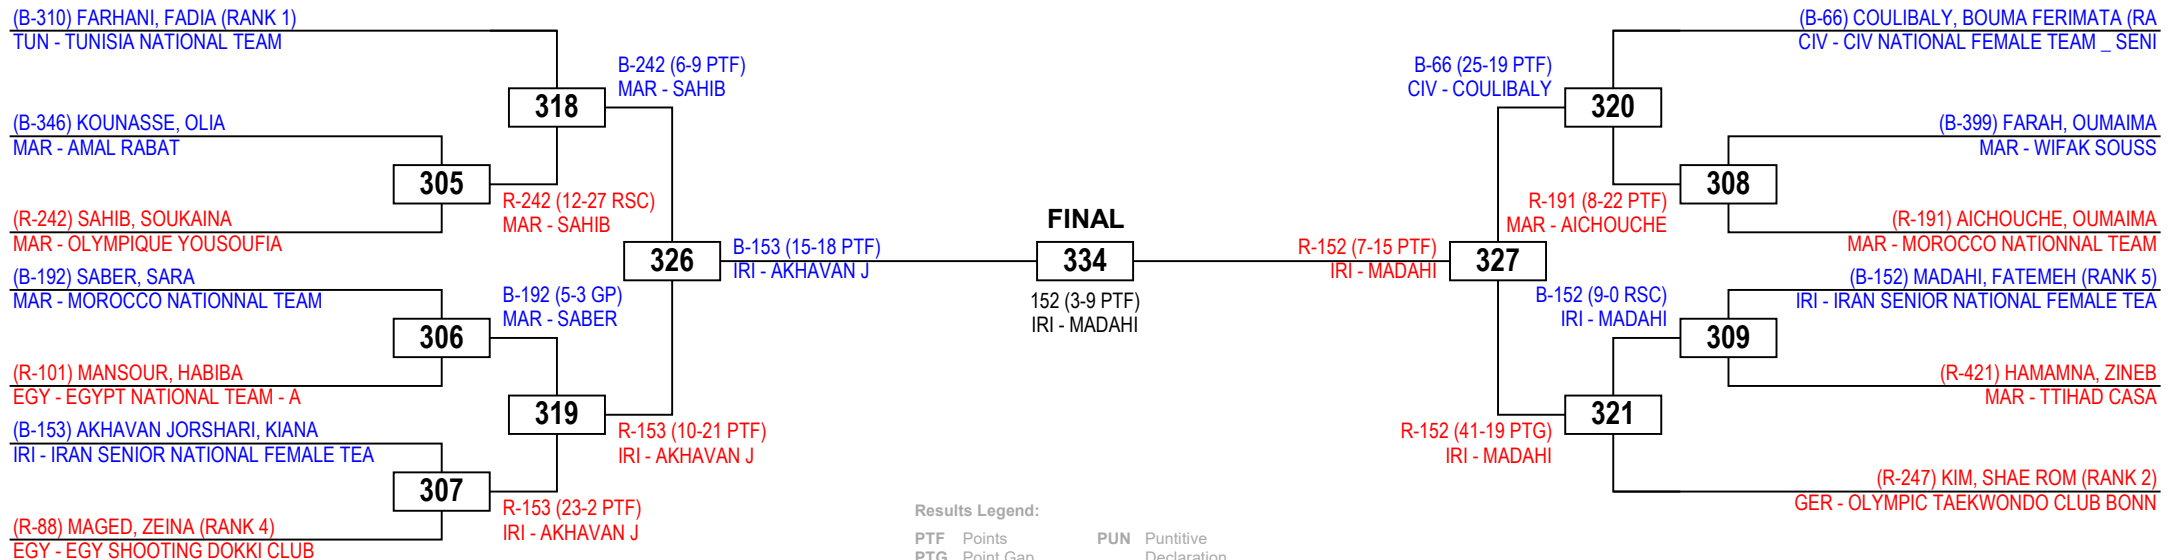 (B-310) FARHANI, FADIA (RANK 1)
TUN - TUNISIA NATIONAL TEAM
B-242 (6-9 PTF)
MAR - SAHIB
318
(B-346) KOUNASSE, OLIA
MAR - AMAL RABAT
305
R-242 (12-27 RSC)
MAR - SAHIB
(R-242) SAHIB, SOUKAINA
MAR - OLYMPIQUE YOUSOUFIA
326
B-153 (15-18 PTF)
IRI - AKHAVAN J
(B-192) SABER, SARA
MAR - MOROCCO NATIONNAL TEAM
B-192 (5-3 GP)
MAR - SABER
306
(R-101) MANSOUR, HABIBA
EGY - EGYPT NATIONAL TEAM - A
319
R-153 (10-21 PTF)
IRI - AKHAVAN J
(B-153) AKHAVAN JORSHARI, KIANA
IRI - IRAN SENIOR NATIONAL FEMALE TEA
307
R-153 (23-2 PTF)
IRI - AKHAVAN J
(R-88) MAGED, ZEINA (RANK 4)
EGY - EGY SHOOTING DOKKI CLUB
FINAL
334
152 (3-9 PTF)
IRI - MADAHI
(B-66) COULIBALY, BOUMA FERIMATA (RA
CIV - CIV NATIONAL FEMALE TEAM _ SENI
B-66 (25-19 PTF)
CIV - COULIBALY
320
(B-399) FARAH, OUMAIMA
MAR - WIFAK SOUSS
308
R-191 (8-22 PTF)
MAR - AICHOUCHE
(R-191) AICHOUCHE, OUMAIMA
MAR - MOROCCO NATIONNAL TEAM
R-152 (7-15 PTF)
IRI - MADAHI
327
(B-152) MADAHI, FATEMEH (RANK 5)
IRI - IRAN SENIOR NATIONAL FEMALE TEA
B-152 (9-0 RSC)
IRI - MADAHI
309
(R-421) HAMAMNA, ZINEB
MAR - TTIHAD CASA
321
R-152 (41-19 PTG)
IRI - MADAHI
(R-247) KIM, SHAE ROM (RANK 2)
GER - OLYMPIC TAEKWONDO CLUB BONN
Results Legend:
PTF Points PUN Puntitive
PTG Point Gap Declaration